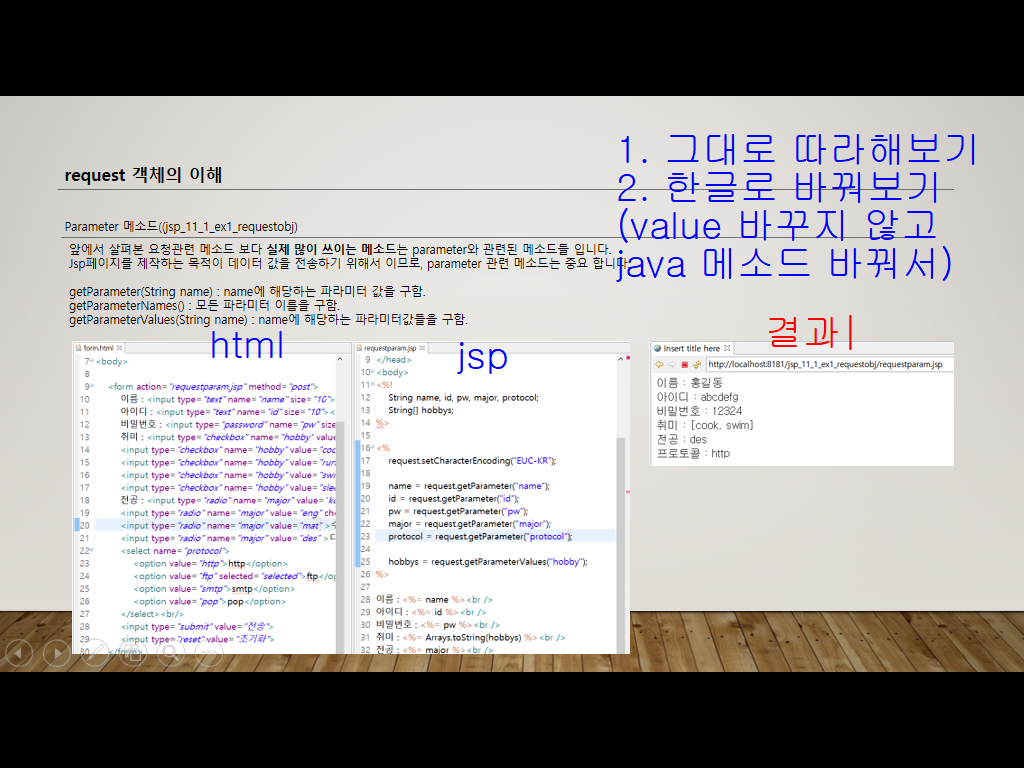 1. 그대로 따라해보기
2. 한글로 바꿔보기
(value 바꾸지 않고
java 메소드 바꿔서)
request 객체의 이해
Parameter 메소드((jsp_11_1_ex1_requestobj)
앞에서 살펴본 요청관련 메소드 보다 실제 많이 쓰이는 메소드는 parameter와 관련된 메소드들 입니다.
Jsp페이지를 제작하는 목적이 데이터 값을 전송하기 위해서 이므로, parameter 관련 메소드는 중요 합니다
getParameter(String name) : name에 해당하는 파라미터 값을 구함.
getParameterNames() : 모든 파라미터 이름을 구함.
getParameterValues(String name) : name에 해당하는 파라미터값들을 구함.
html
form.html
7 <body>
8
9 <form action="requestparam.jsp" method="post">
10 이름 : <input type="text" name="name" size="10">
11 아이디 : <input type="text" name="id" size="10"><
12 비밀번호 : <input type="password" name="pw" size
13 취미 : <input type="checkbox" name="hobby" value
14 <input type="checkbox" name="hobby" value="coo
15 <input type="checkbox" name="hobby" value="run
16 <input type="checkbox" name="hobby" value="swi
17 <input type="checkbox" name="hobby" value="slee
18 전공 : <input type="radio" name="major" value="k
19 <input type="radio" name="major" value="eng" che
20 <input type="radio" name="major" value="mat" >
21 <input type="radio" name="major" value="des" >
22 <select name="protocol">
23 <option value="http">http</option>
24 <option value="ftp" selected="selected">ftp</op
25 <option value="smtp">smtp</option>
26 <option value="pop">pop</option>
27 </select><br/>
28 <input type="submit" value="전송">
29 <input type="reset" value="초기화">
30 </form>
jsp
requestparam.jsp
9 </head>
10 <body>
11 <%!
12 String name, id, pw, major, protocol;
13 String[] hobbys;
14 %>
15
16 <%
17 request.setCharacterEncoding("EUC-KR");
18
19 name = request.getParameter("name");
20 id = request.getParameter("id");
21 pw = request.getParameter("pw");
22 major = request.getParameter("major");
23 protocol = request.getParameter("protocol");
24
25 hobbys = request.getParameterValues("hobby");
26 %>
27
28 이름 : <%= name %><br />
29 아이디 : <%= id %><br />
30 비밀번호 : <%= pw %><br />
31 취미 : <%= Arrays.toString(hobbys) %><br />
32 전공 : <%= major %><br />
결과
Insert title here
http://localhost:8181/jsp_11_1_ex1_requestobj/requestparam.jsp
이름 : 홍길동
아이디 : abcdefg
비밀번호 : 12324
취미 : [cook, swim]
전공 : des
프로토콜 : http